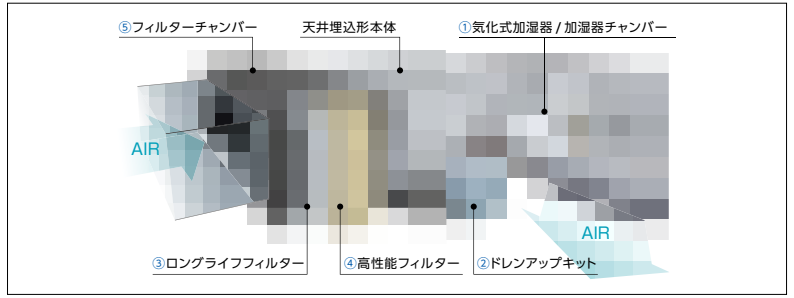 ⑤フィルターチャンバー
天井埋込形本体
①気化式加湿器 / 加湿器チャンバー
AIR
AIR
③ロングライフフィルター
④高性能フィルター
②ドレンアップキット